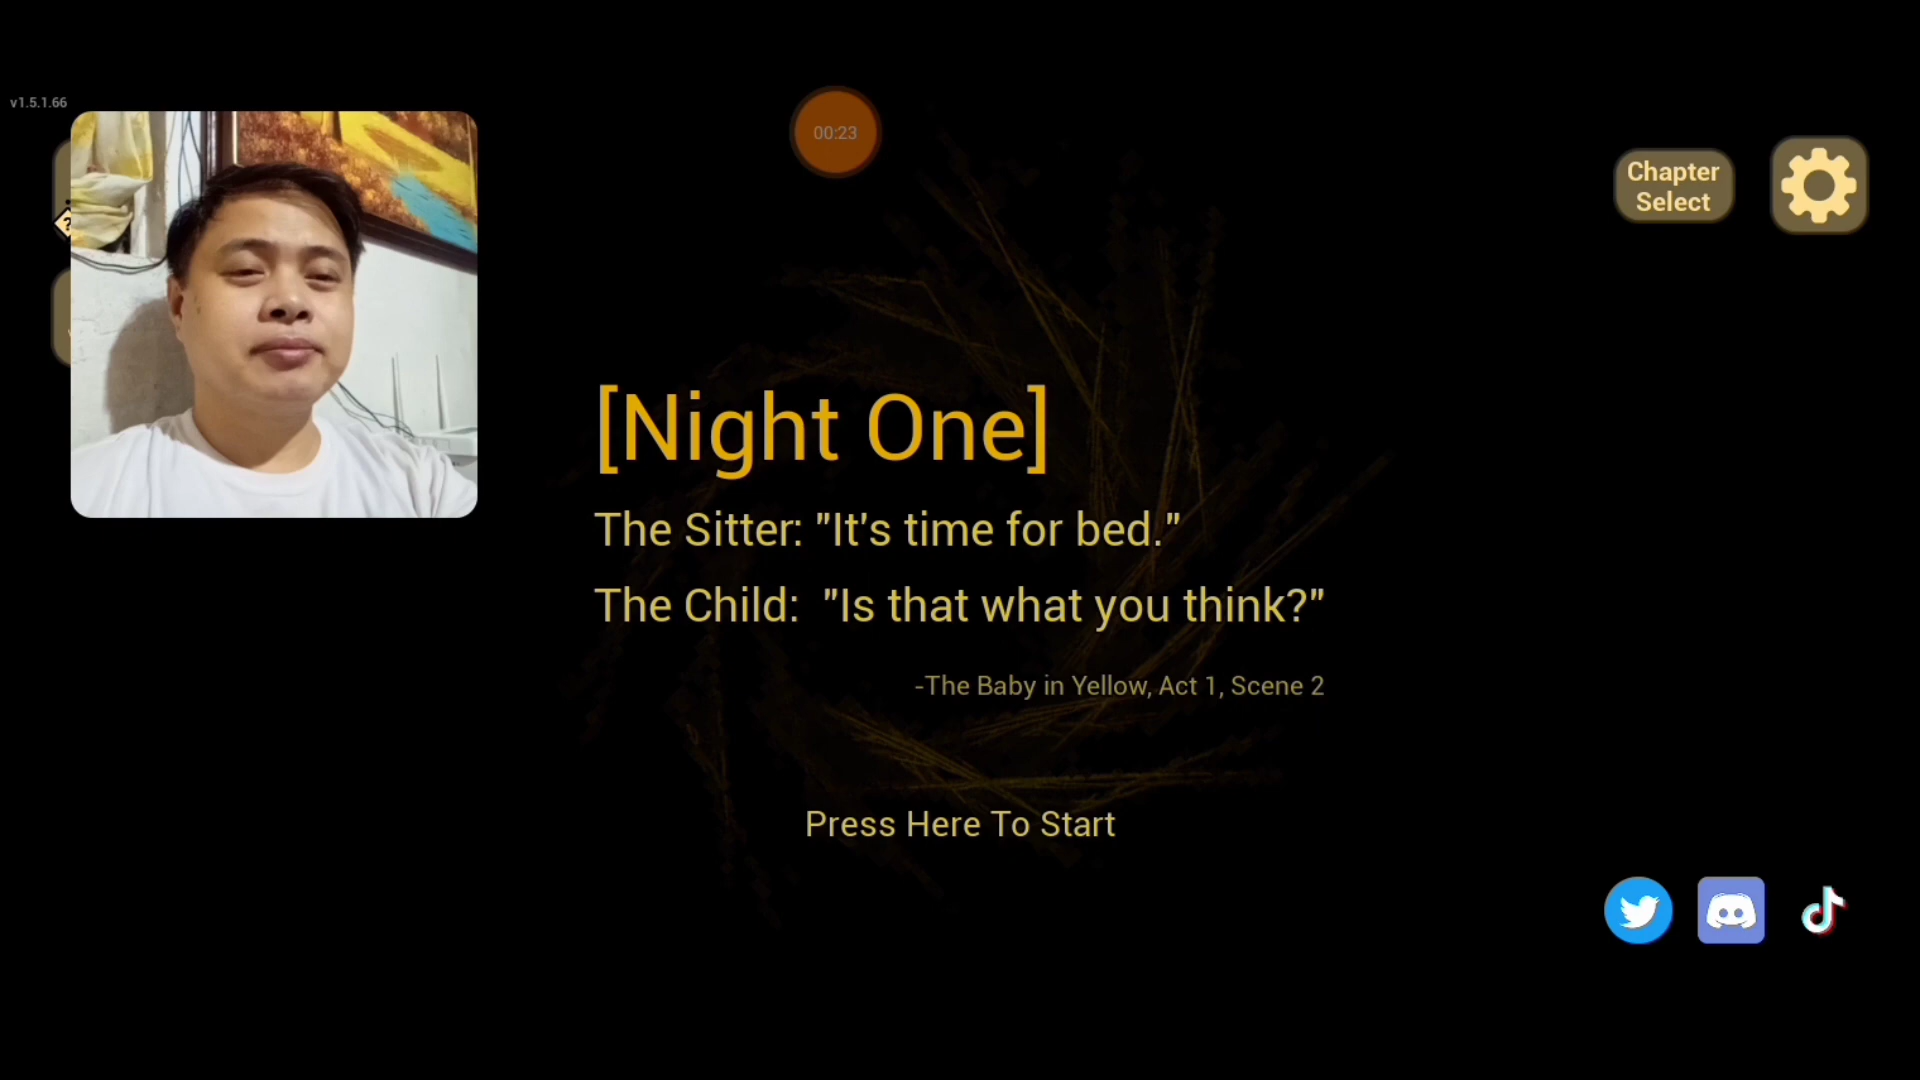 v1.5.1.66
00:23
Chapter
Select
?
[Night One]
The Sitter: "It's time for bed."
The Child:  "Is that what you think?"
-The Baby in Yellow, Act 1, Scene 2
Press Here To Start